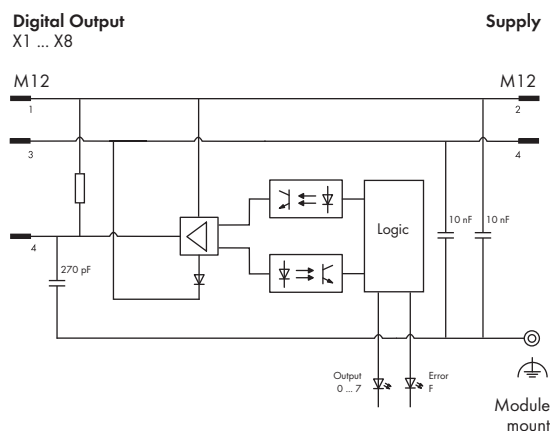 Digital Output
X1 ... X8
Supply
M12
M12
1
2
3
4
4
10 nF
10 nF
Logic
270 pF
Output
0 ... 7
Error
F
Module
mount